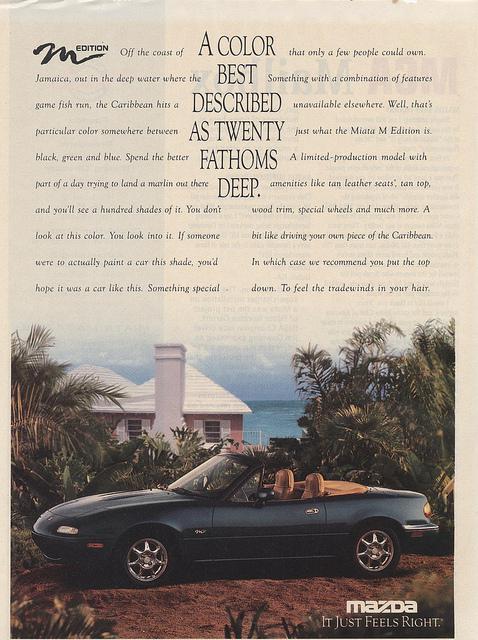 M EDITION Off the coast of
Jamaica, out in the deep water where the
game fish run, the Caribbean hits a
particular color somewhere between
black, green and blue. Spend the better
part of a day trying to land a marlin out there
and you'll see a hundred shades of it. You don't
look at this color. You look into it. If someone
were to actually paint a car this shade, you'd
hope it was a car like this. Something special
A COLOR
BEST
DESCRIBED
AS TWENTY
FATHOMS
DEEP.
that only a few people could own.
Something with a combination of features
unavailable elsewhere. Well, that's
just what the Miata M Edition is.
A limited-production model with
amenities like tan leather seats*, tan top,
wood trim, special wheels and much more. A
bit like driving your own piece of the Caribbean.
In which case we recommend you put the top
down. To feel the tradewinds in your hair.
mazda
IT JUST FEELS RIGHT.